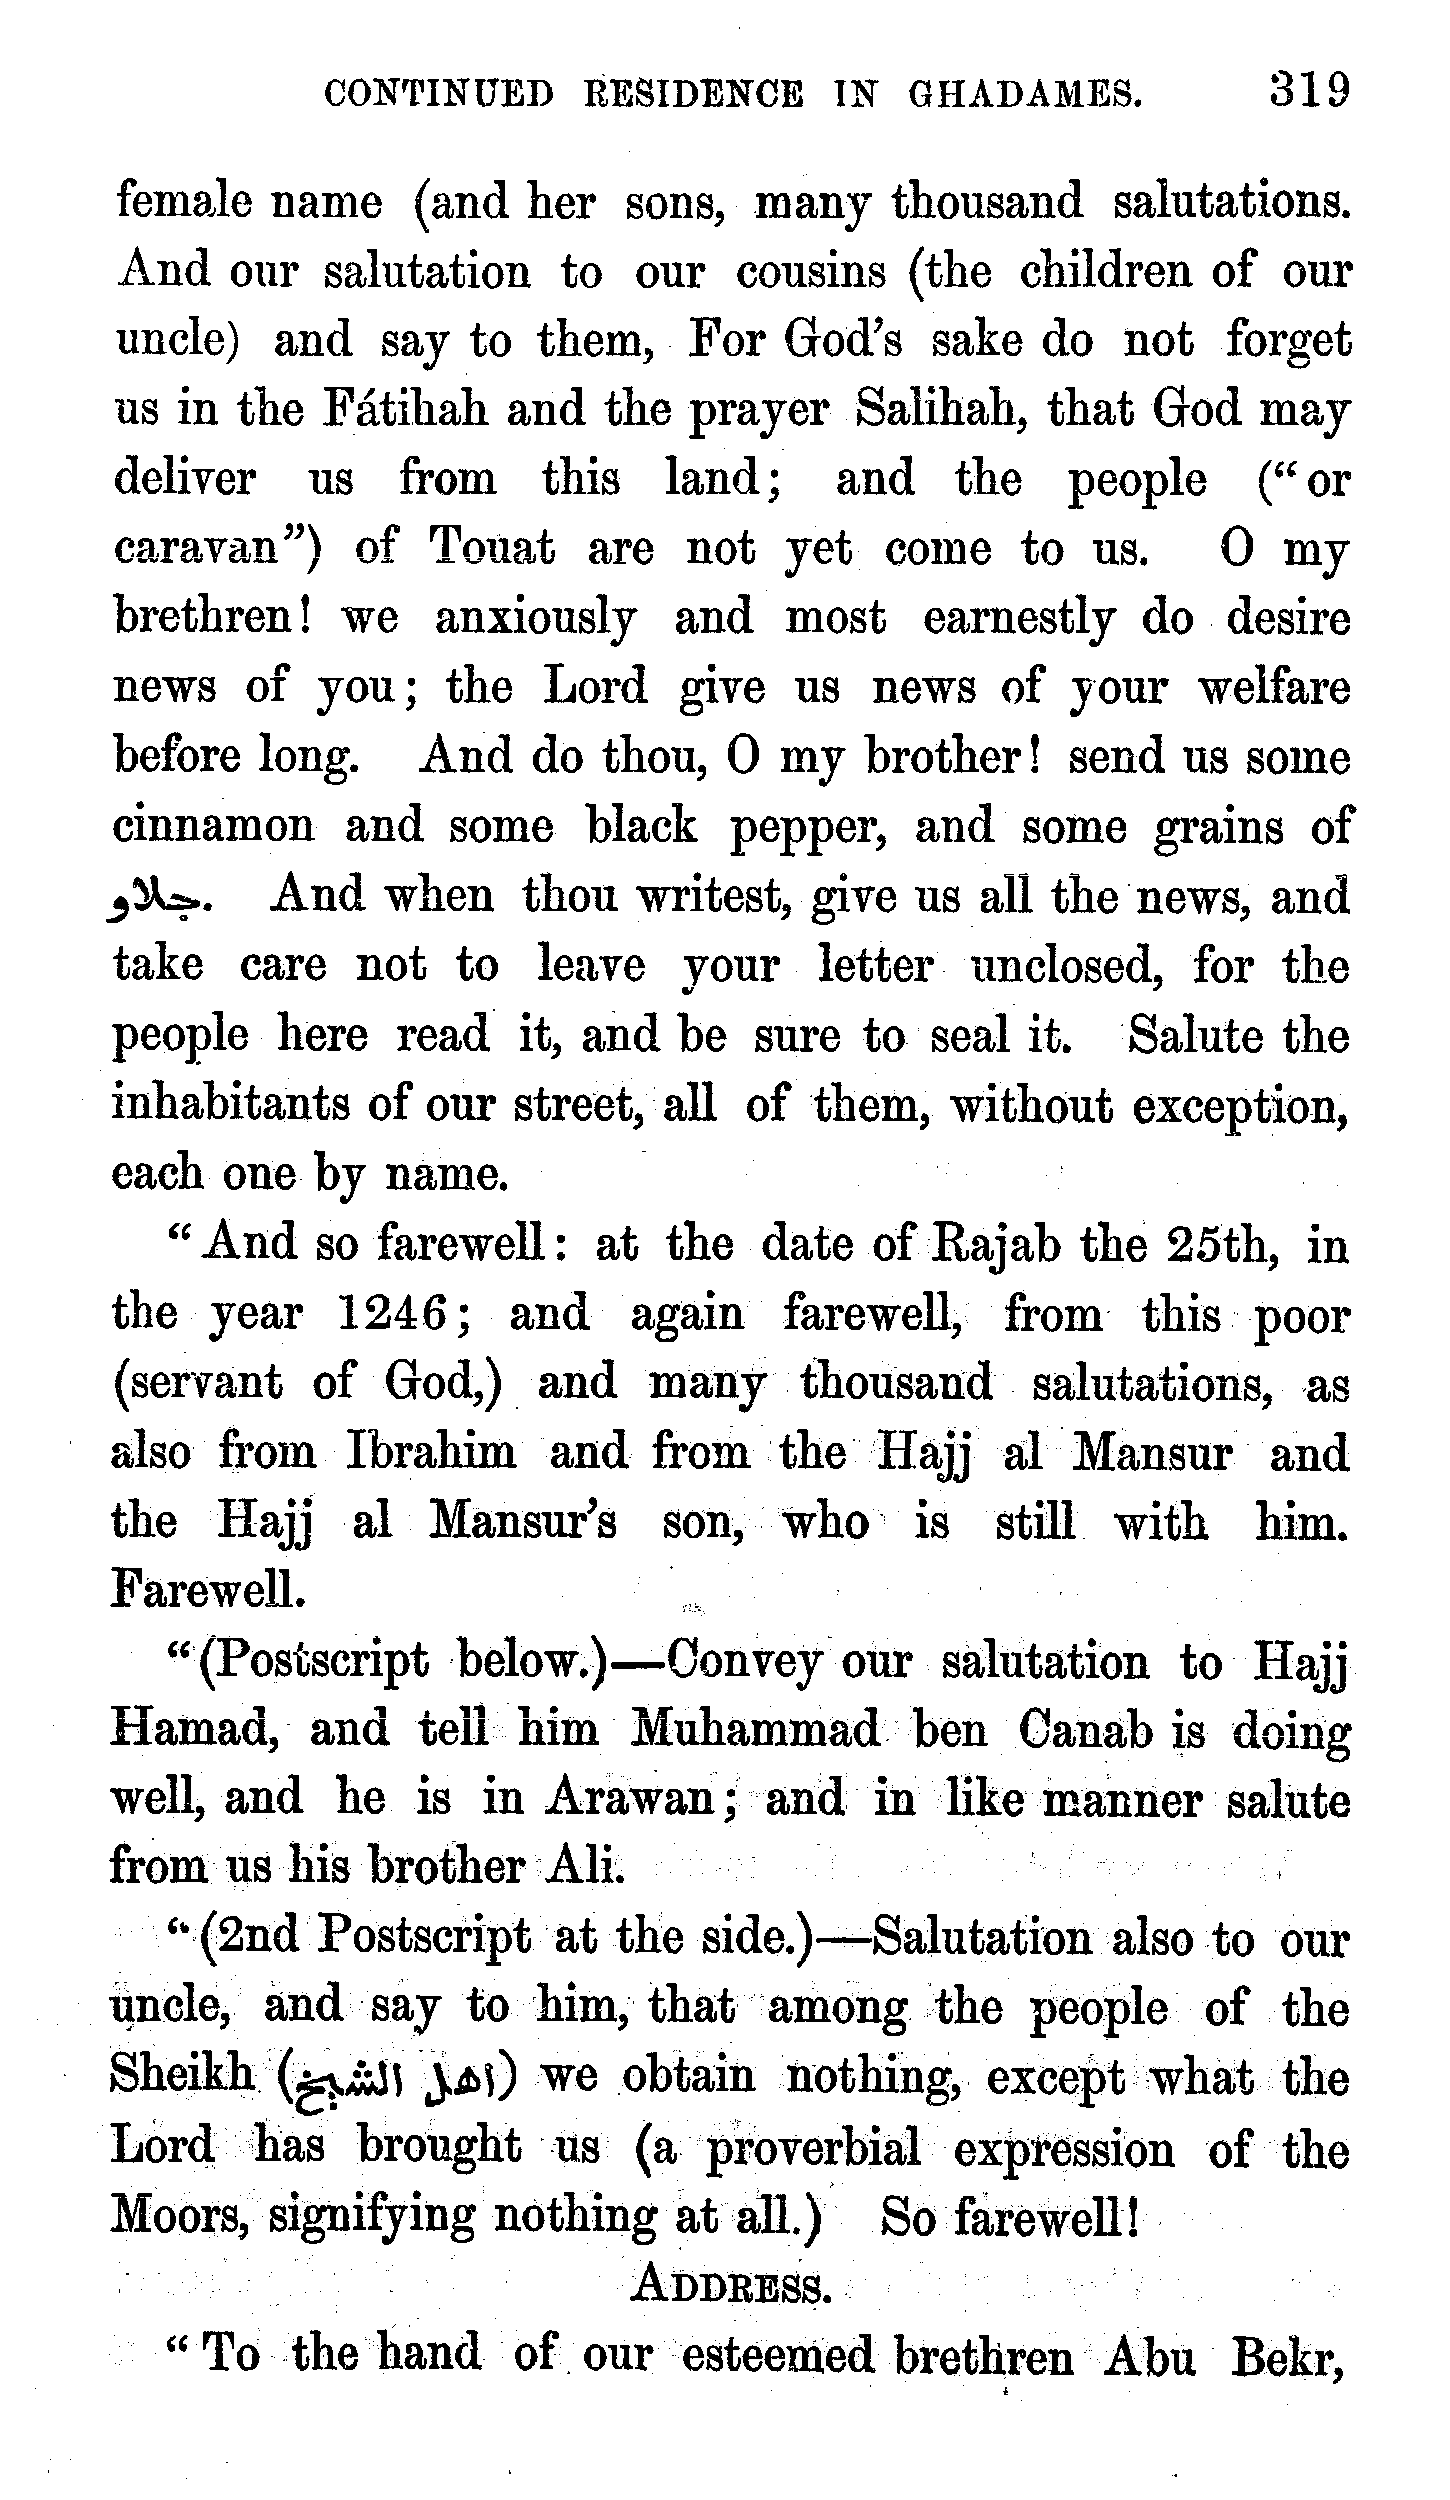 CONTINUED RESIDENCE IN GHADAMES. 319
female name (and her sons, many thousand salutations.
And our salutation to our cousins (the children of our
uncle) and say to them, For God's sake do not forget
us in the Fátihah and the prayer Salihah, that God may
deliver us from this land; and the people (“or
caravan”) of Touat are not yet come to us. O my
brethren! we anxiously and most earnestly do desire
news of you; the Lord give us news of your welfare
before long. And do thou, O my brother! send us some
cinnamon and some black pepper, and some grains of
جلاو. And when thou writest, give us all the news, and
take care not to leave your letter unclosed, for the
people here read it, and be sure to seal it. Salute the
inhabitants of our street, all of them, without exception,
each one by name.
“And so farewell: at the date of Rajab the 25th, in
the year 1246; and again farewell, from this poor
(servant of God,) and many thousand salutations, as
also from Ibrahim and from the Hajj al Mansur and
the Hajj al Mansur's son, who is still with him.
Farewell.
“(Postscript below.)—Convey our salutation to Hajj
Hamad, and tell him Muhammad ben Canab is doing
well, and he is in Arawan; and in like manner salute
from us his brother Ali.
“(2nd Postscript at the side.)—Salutation also to our
uncle, and say to him, that among the people of the
Sheikh (اهل الشيخ) we obtain nothing, except what the
Lord has brought us (a proverbial expression of the
Moors, signifying nothing at all.) So farewell!
ADDRESS.
“To the hand of our esteemed brethren Abu Bekr,